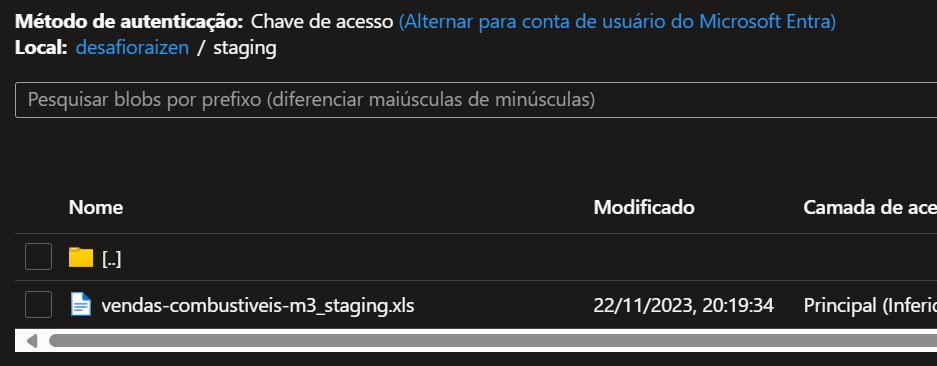 Método de autenticação: Chave de acesso (Alternar para conta de usuário do Microsoft Entra)
Local: desafioraizen / staging
Pesquisar blobs por prefixo (diferenciar maiúsculas de minúsculas)
Nome Modificado Camada de ace
[..]
vendas-combustiveis-m3_staging.xls 22/11/2023, 20:19:34 Principal (Inferic